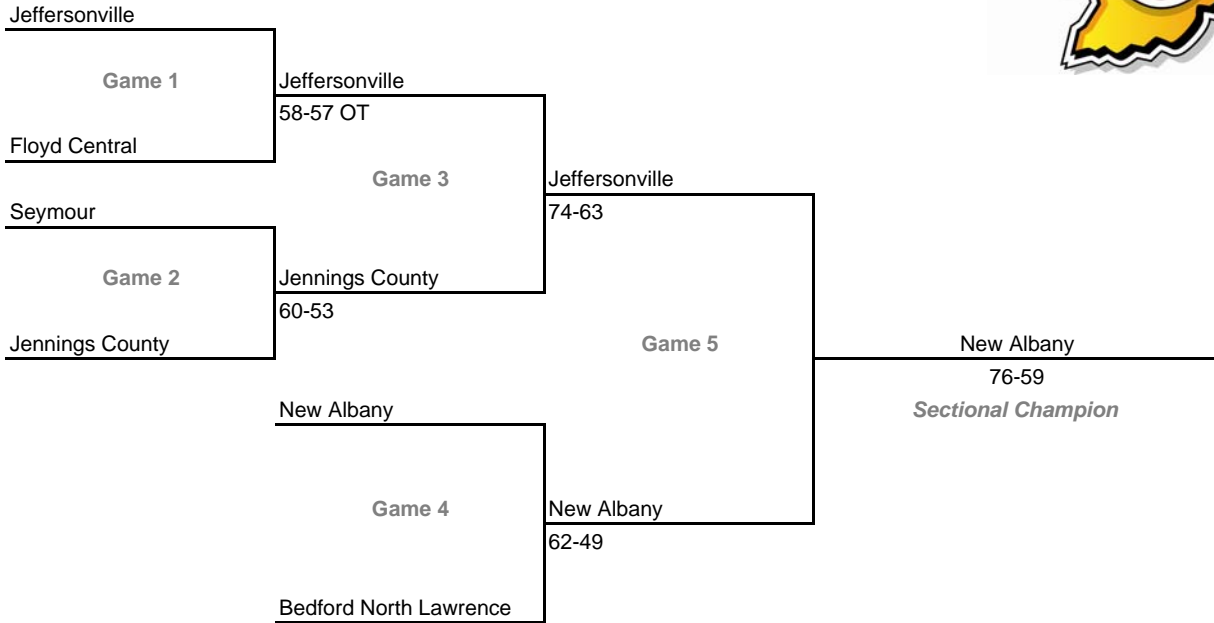 Jeffersonville
Game 1
Jeffersonville
58-57 OT
Floyd Central
Game 3
Jeffersonville
74-63
Seymour
Game 2
Jennings County
60-53
Jennings County
Game 5
New Albany
76-59
Sectional Champion
New Albany
Game 4
New Albany
62-49
Bedford North Lawrence